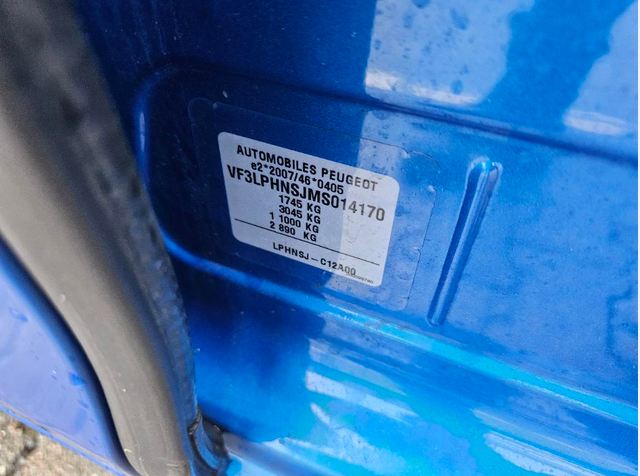 AUTOMOBILES PEUGEOT
e2*2007/46*0405
VF3LPHNSJMS014170
1745 KG
3045 KG
1 1000 KG
2 890 KG
LPHNSJ-C12A00